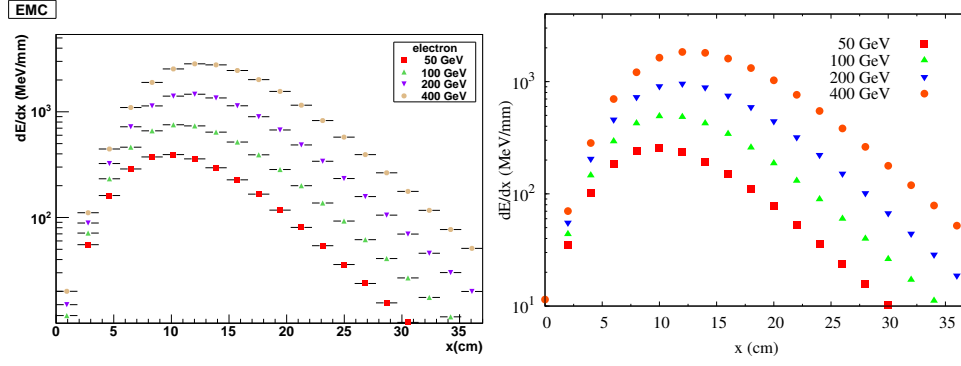 EMC
dE/dx (MeV/mm)
10³
10²
electron
50 GeV
100 GeV
200 GeV
400 GeV
0 5 10 15 20 25 30 35
x(cm)
dE/dx (MeV/mm)
10³
10²
10¹
50 GeV
100 GeV
200 GeV
400 GeV
0 5 10 15 20 25 30 35
x (cm)